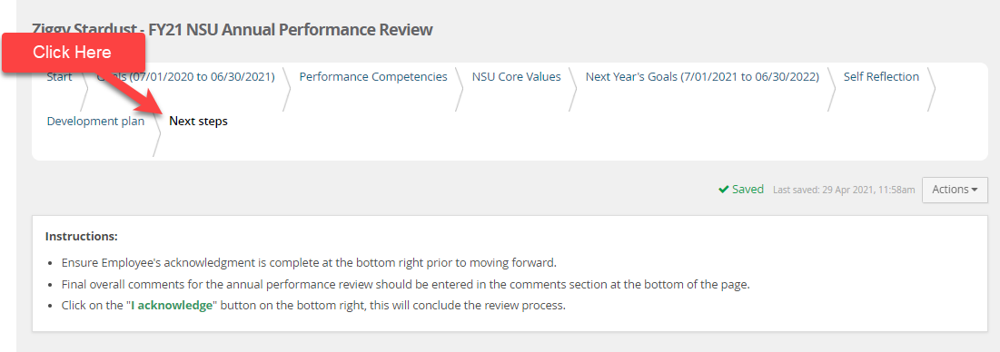 Ziggy Stardust - FY21 NSU Annual Performance Review
Click Here
Start
Goals (07/01/2020 to 06/30/2021)
Performance Competencies
NSU Core Values
Next Year's Goals (7/01/2021 to 06/30/2022)
Self Reflection
Development plan
Next steps
Saved
Last saved: 29 Apr 2021, 11:58am
Actions
Instructions:
Ensure Employee's acknowledgment is complete at the bottom right prior to moving forward.
Final overall comments for the annual performance review should be entered in the comments section at the bottom of the page.
Click on the "I acknowledge" button on the bottom right, this will conclude the review process.